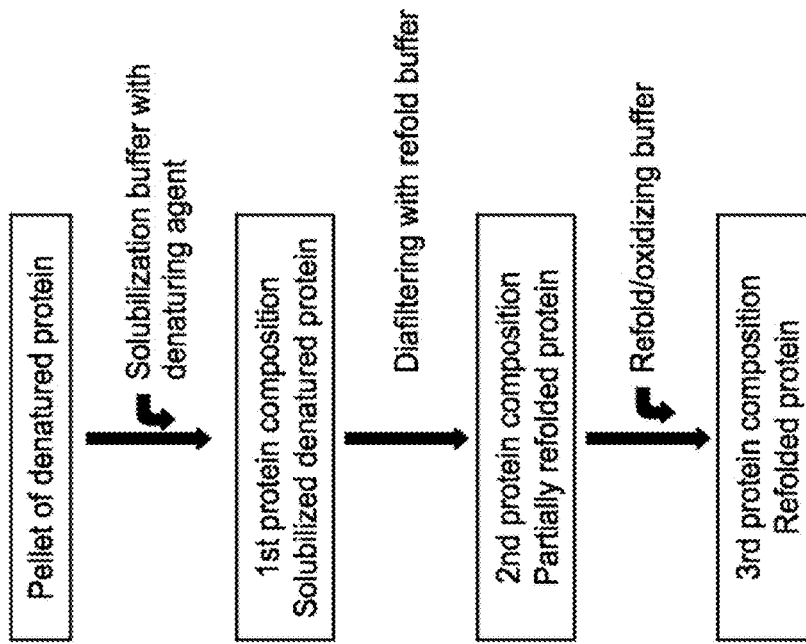 Pellet of denatured protein
Solubilization buffer with
denaturing agent
1st protein composition
Solubilized denatured protein
Diafiltering with refold buffer
2nd protein composition
Partially refolded protein
Refold/oxidizing buffer
3rd protein composition
Refolded protein